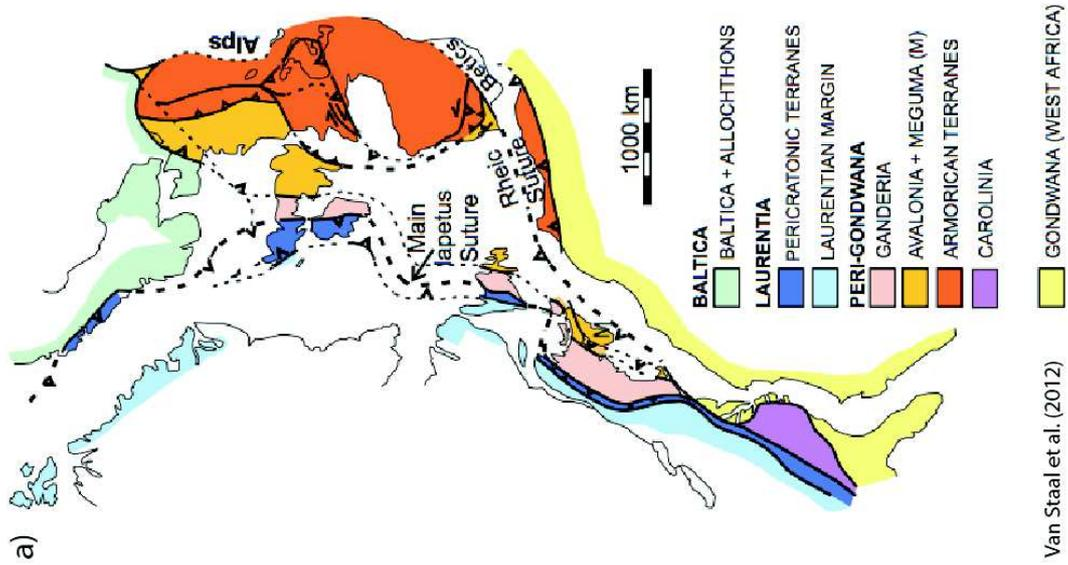 a)
Alps
Betics
Rheic
Suture
Main
Iapetus
Suture
1000 km
BALTICA
BALTICA + ALLOCHTHONS
LAURENTIA
PERICRATONIC TERRANES
LAURENTIAN MARGIN
PERI-GONDWANA
GANDERIA
AVALONIA + MEGUMA (M)
ARMORICAN TERRANES
CAROLINIA
GONDWANA (WEST AFRICA)
Van Staal et al. (2012)